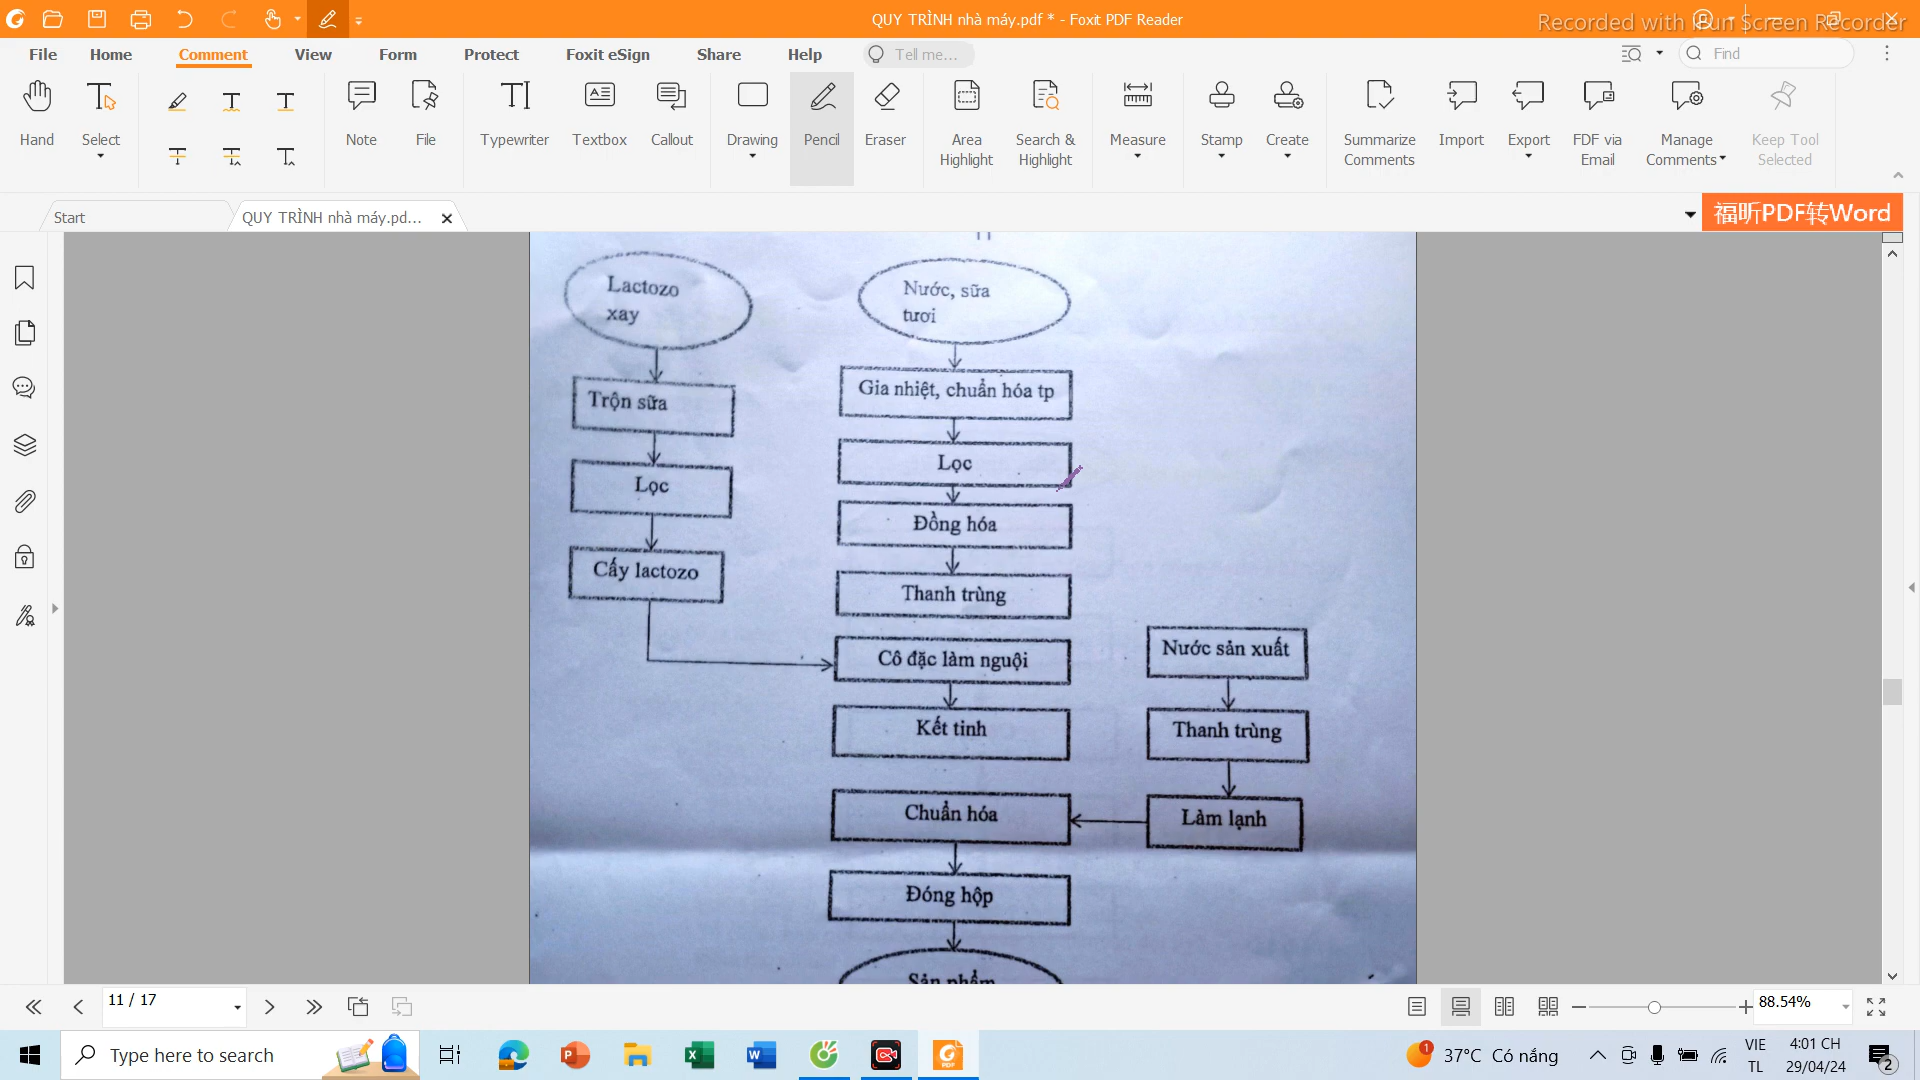 QUY TRÌNH nhà máy.pdf * - Foxit PDF Reader
Recorded with iFun Screen Recorder
File Home Comment View Form Protect Foxit eSign Share Help Tell me... Find
Hand Select Note File Typewriter Textbox Callout Drawing Pencil Eraser Area Highlight Search & Highlight Measure Stamp Create Summarize Comments Import Export FDF via Email Manage Comments Keep Tool Selected
Start QUY TRÌNH nhà máy.pd... 福昕PDF转Word
Lactozo
xay
Nước, sữa
tươi
Trộn sữa
Gia nhiệt, chuẩn hóa tp
Lọc
Lọc
Đồng hóa
Cấy lactozo
Thanh trùng
Cô đặc làm nguội
Nước sản xuất
Kết tinh
Thanh trùng
Chuẩn hóa
Làm lạnh
Đóng hộp
Sản phẩm
11 / 17
88.54%
Type here to search
1
37°C Có nắng
VIE
TL
4:01 CH
29/04/24
2